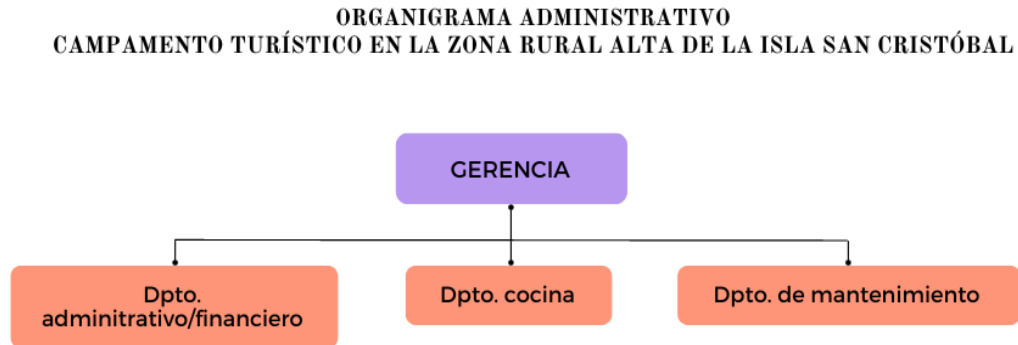 ORGANIGRAMA ADMINISTRATIVO
CAMPAMENTO TURÍSTICO EN LA ZONA RURAL ALTA DE LA ISLA SAN CRISTÓBAL
GERENCIA
Dpto.
adminitrativo/financiero
Dpto. cocina
Dpto. de mantenimiento